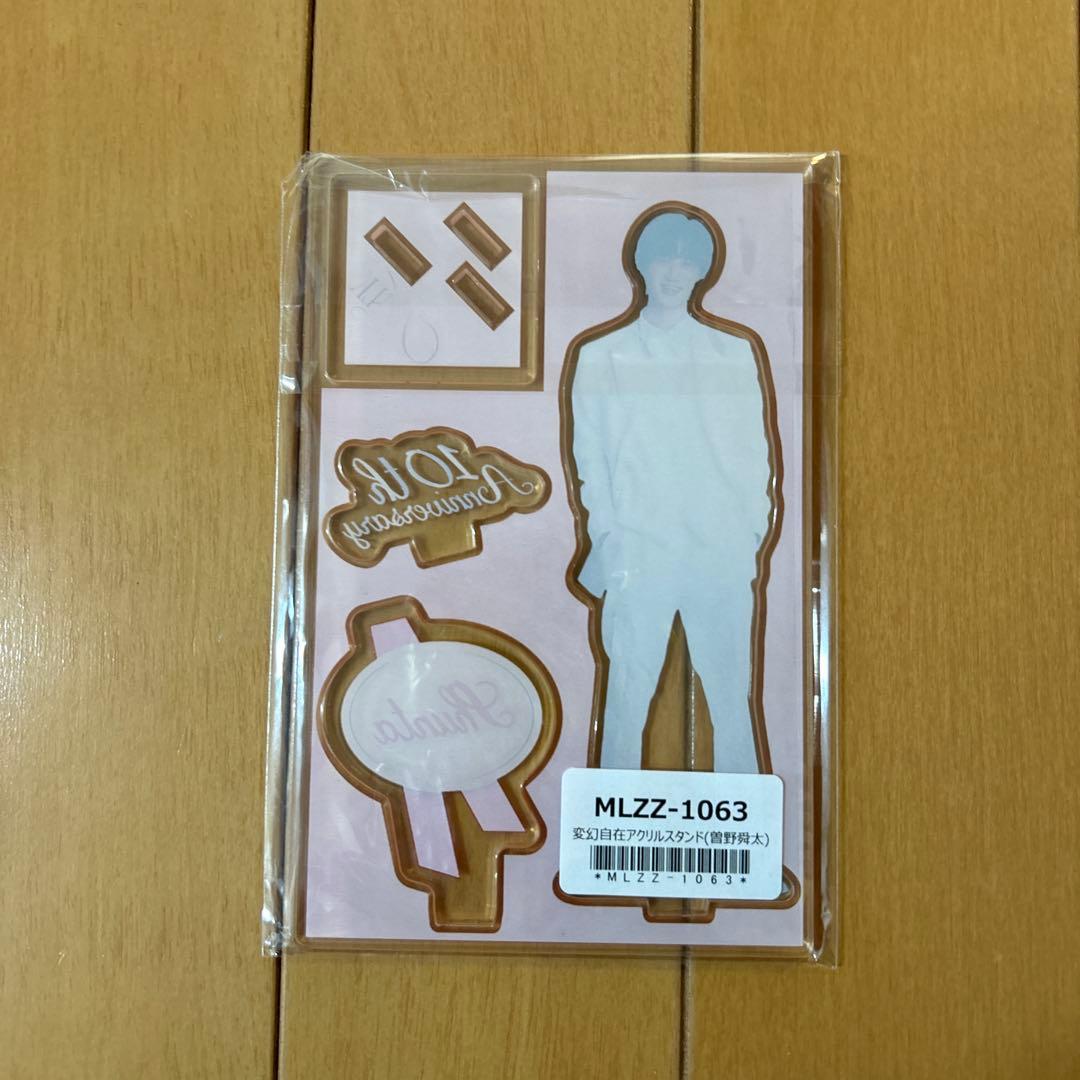 10th
Anniversary
Shunta
MLZZ-1063
変幻自在アクリルスタンド(曽野舜太)
*MLZZ-1063*